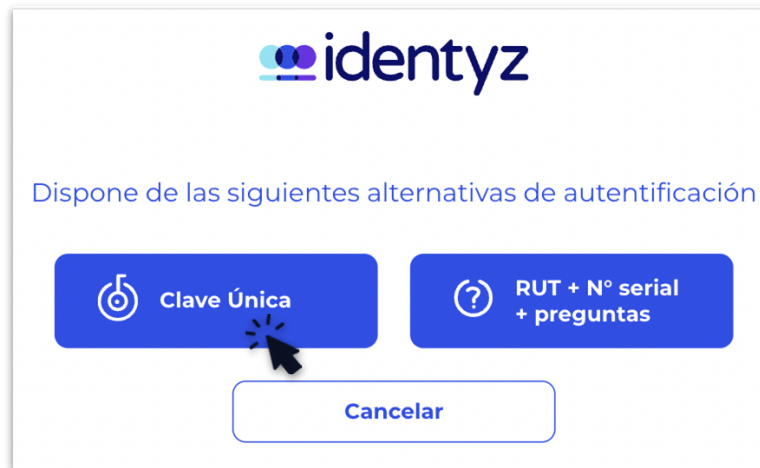 identyz
Dispone de las siguientes alternativas de autentificación
Clave Única
RUT + N° serial
+ preguntas
Cancelar